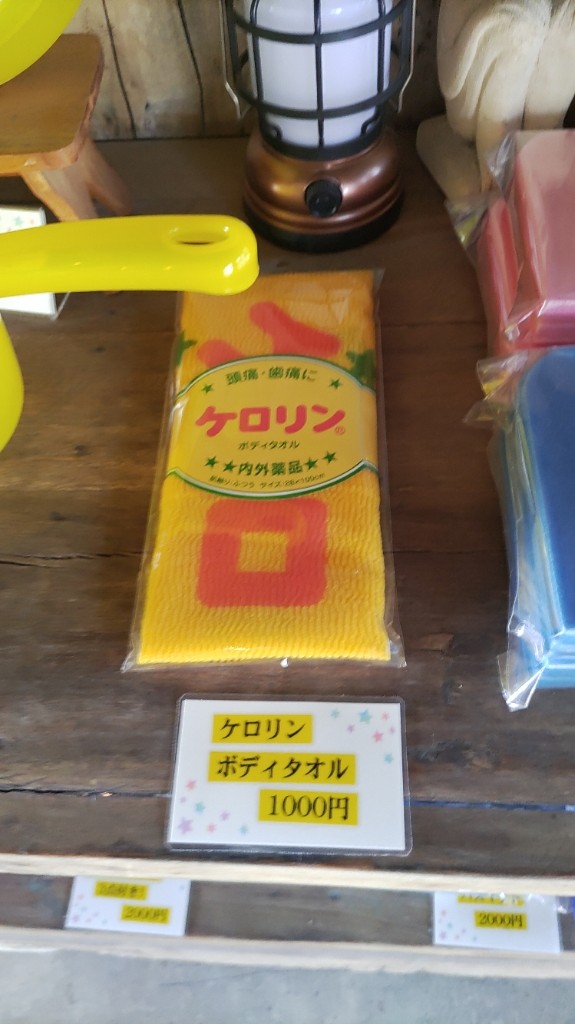 頭痛・歯痛に
ケロリン®
ボディタオル
★★内外薬品★★
ロ
ケロリン
ボディタオル
1000円
2000円
2000円